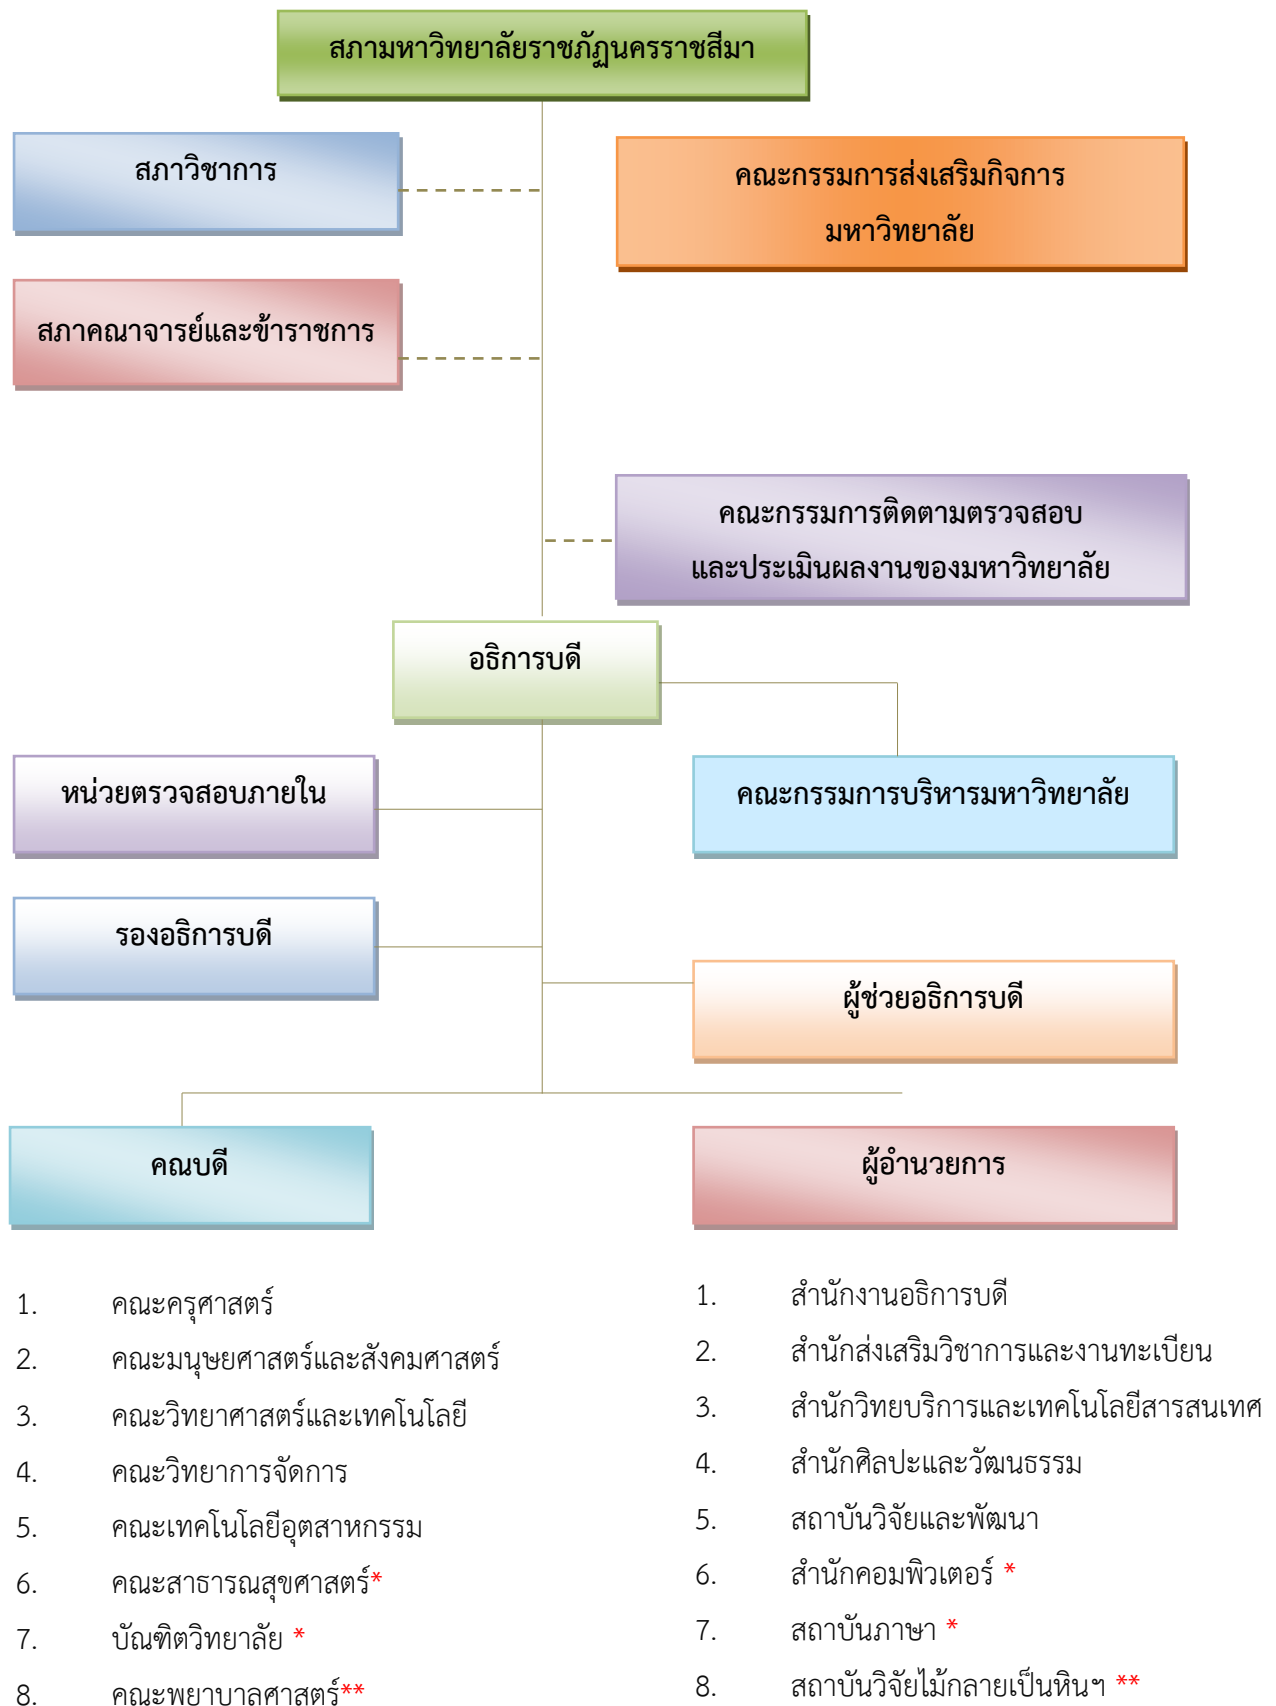 สภามหาวิทยาลัยราชภัฏนครราชสีมา
สภาวิชาการ
คณะกรรมการส่งเสริมกิจการ
มหาวิทยาลัย
สภาคณาจารย์และข้าราชการ
คณะกรรมการติดตามตรวจสอบ
และประเมินผลงานของมหาวิทยาลัย
อธิการบดี
หน่วยตรวจสอบภายใน
คณะกรรมการบริหารมหาวิทยาลัย
รองอธิการบดี
ผู้ช่วยอธิการบดี
คณบดี
1. คณะครุศาสตร์
2. คณะมนุษยศาสตร์และสังคมศาสตร์
3. คณะวิทยาศาสตร์และเทคโนโลยี
4. คณะวิทยาการจัดการ
5. คณะเทคโนโลยีอุตสาหกรรม
6. คณะสาธารณสุขศาสตร์*
7. บัณฑิตวิทยาลัย *
8. คณะพยาบาลศาสตร์**
ผู้อำนวยการ
1. สำนักงานอธิการบดี
2. สำนักส่งเสริมวิชาการและงานทะเบียน
3. สำนักวิทยบริการและเทคโนโลยีสารสนเทศ
4. สำนักศิลปะและวัฒนธรรม
5. สถาบันวิจัยและพัฒนา
6. สำนักคอมพิวเตอร์ *
7. สถาบันภาษา *
8. สถาบันวิจัยไม้กลายเป็นหินฯ **